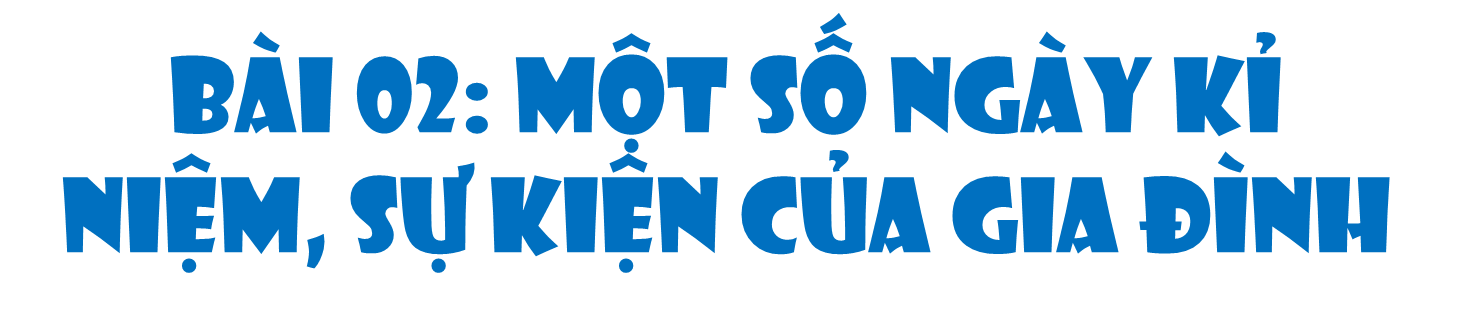 BÀI 02: MỘT SỐ NGÀY KỈ
NIỆM, SỰ KIỆN CỦA GIA ĐÌNH